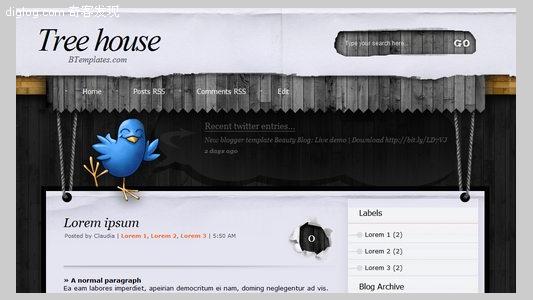 digtog.com 奇客发现
Tree house
BTemplates.com
Type your search here...
GO
Home
Posts RSS
Comments RSS
Edit
Recent twitter entries...
New blogger template Beauty Blog: Live demo | Download http://bit.ly/LD7VJ
2 days ago
Lorem ipsum
Posted by Claudia | Lorem 1, Lorem 2, Lorem 3 | 5:50 AM
0
» A normal paragraph
Ea eam labores imperdiet, apeirian democritum ei nam, doming neglegentur ad vis.
Labels
Lorem 1 (2)
Lorem 2 (2)
Lorem 3 (2)
Blog Archive